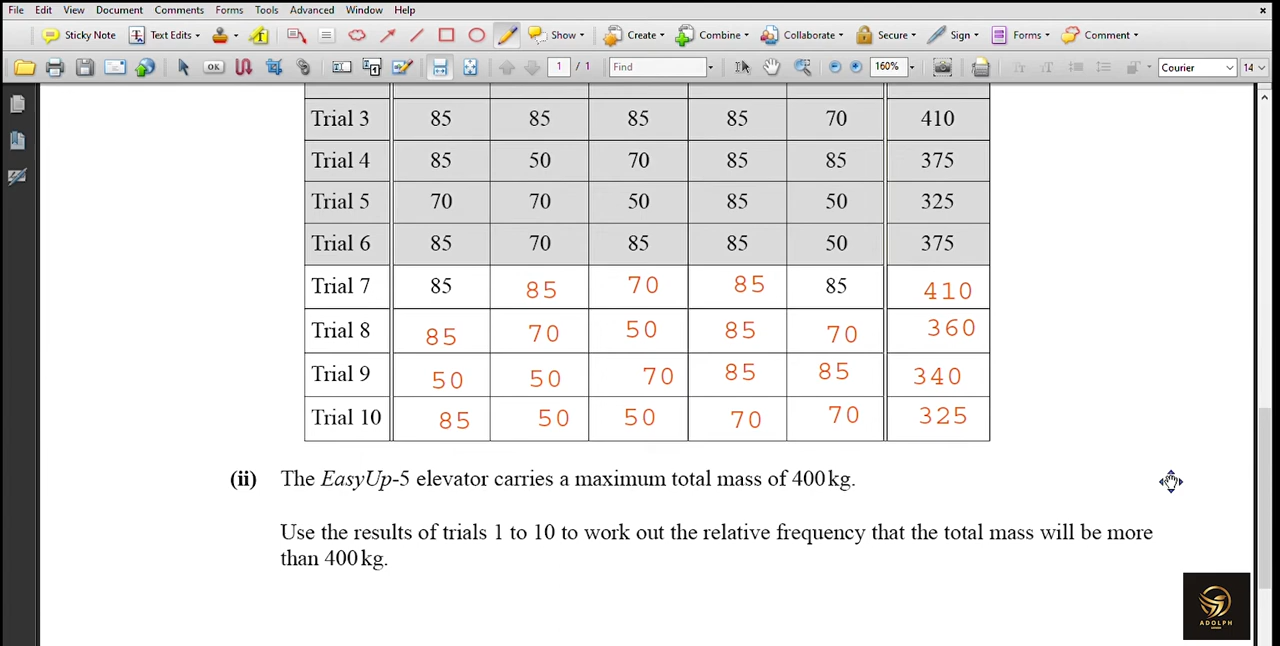 File Edit View Document Comments Forms Tools Advanced Window Help
Sticky Note Text Edits Show Create Combine Collaborate Secure Sign Forms Comment
OK 1 / 1 Find 160% Courier 14
Trial 3 85 85 85 85 70 410
Trial 4 85 50 70 85 85 375
Trial 5 70 70 50 85 50 325
Trial 6 85 70 85 85 50 375
Trial 7 85 85 70 85 85 410
Trial 8 85 70 50 85 70 360
Trial 9 50 50 70 85 85 340
Trial 10 85 50 50 70 70 325
(ii) The EasyUp-5 elevator carries a maximum total mass of 400 kg.
Use the results of trials 1 to 10 to work out the relative frequency that the total mass will be more
than 400 kg.
ADOLPH